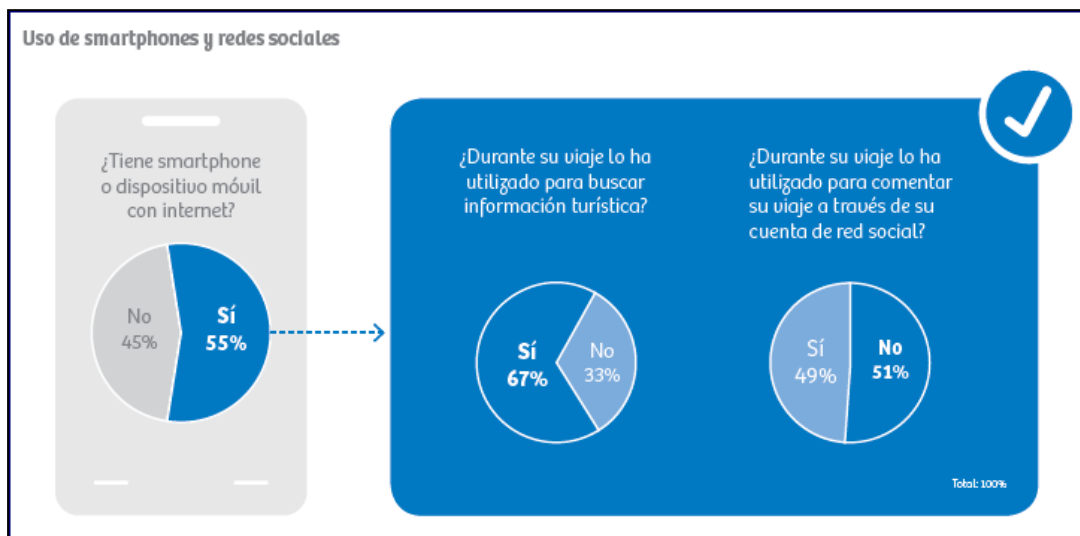 Uso de smartphones y redes sociales
¿Tiene smartphone
o dispositivo móvil
con internet?
No
45%
Sí
55%
¿Durante su viaje lo ha
utilizado para buscar
información turística?
Sí
67%
No
33%
¿Durante su viaje lo ha
utilizado para comentar
su viaje a través de su
cuenta de red social?
Sí
49%
No
51%
Total: 100%